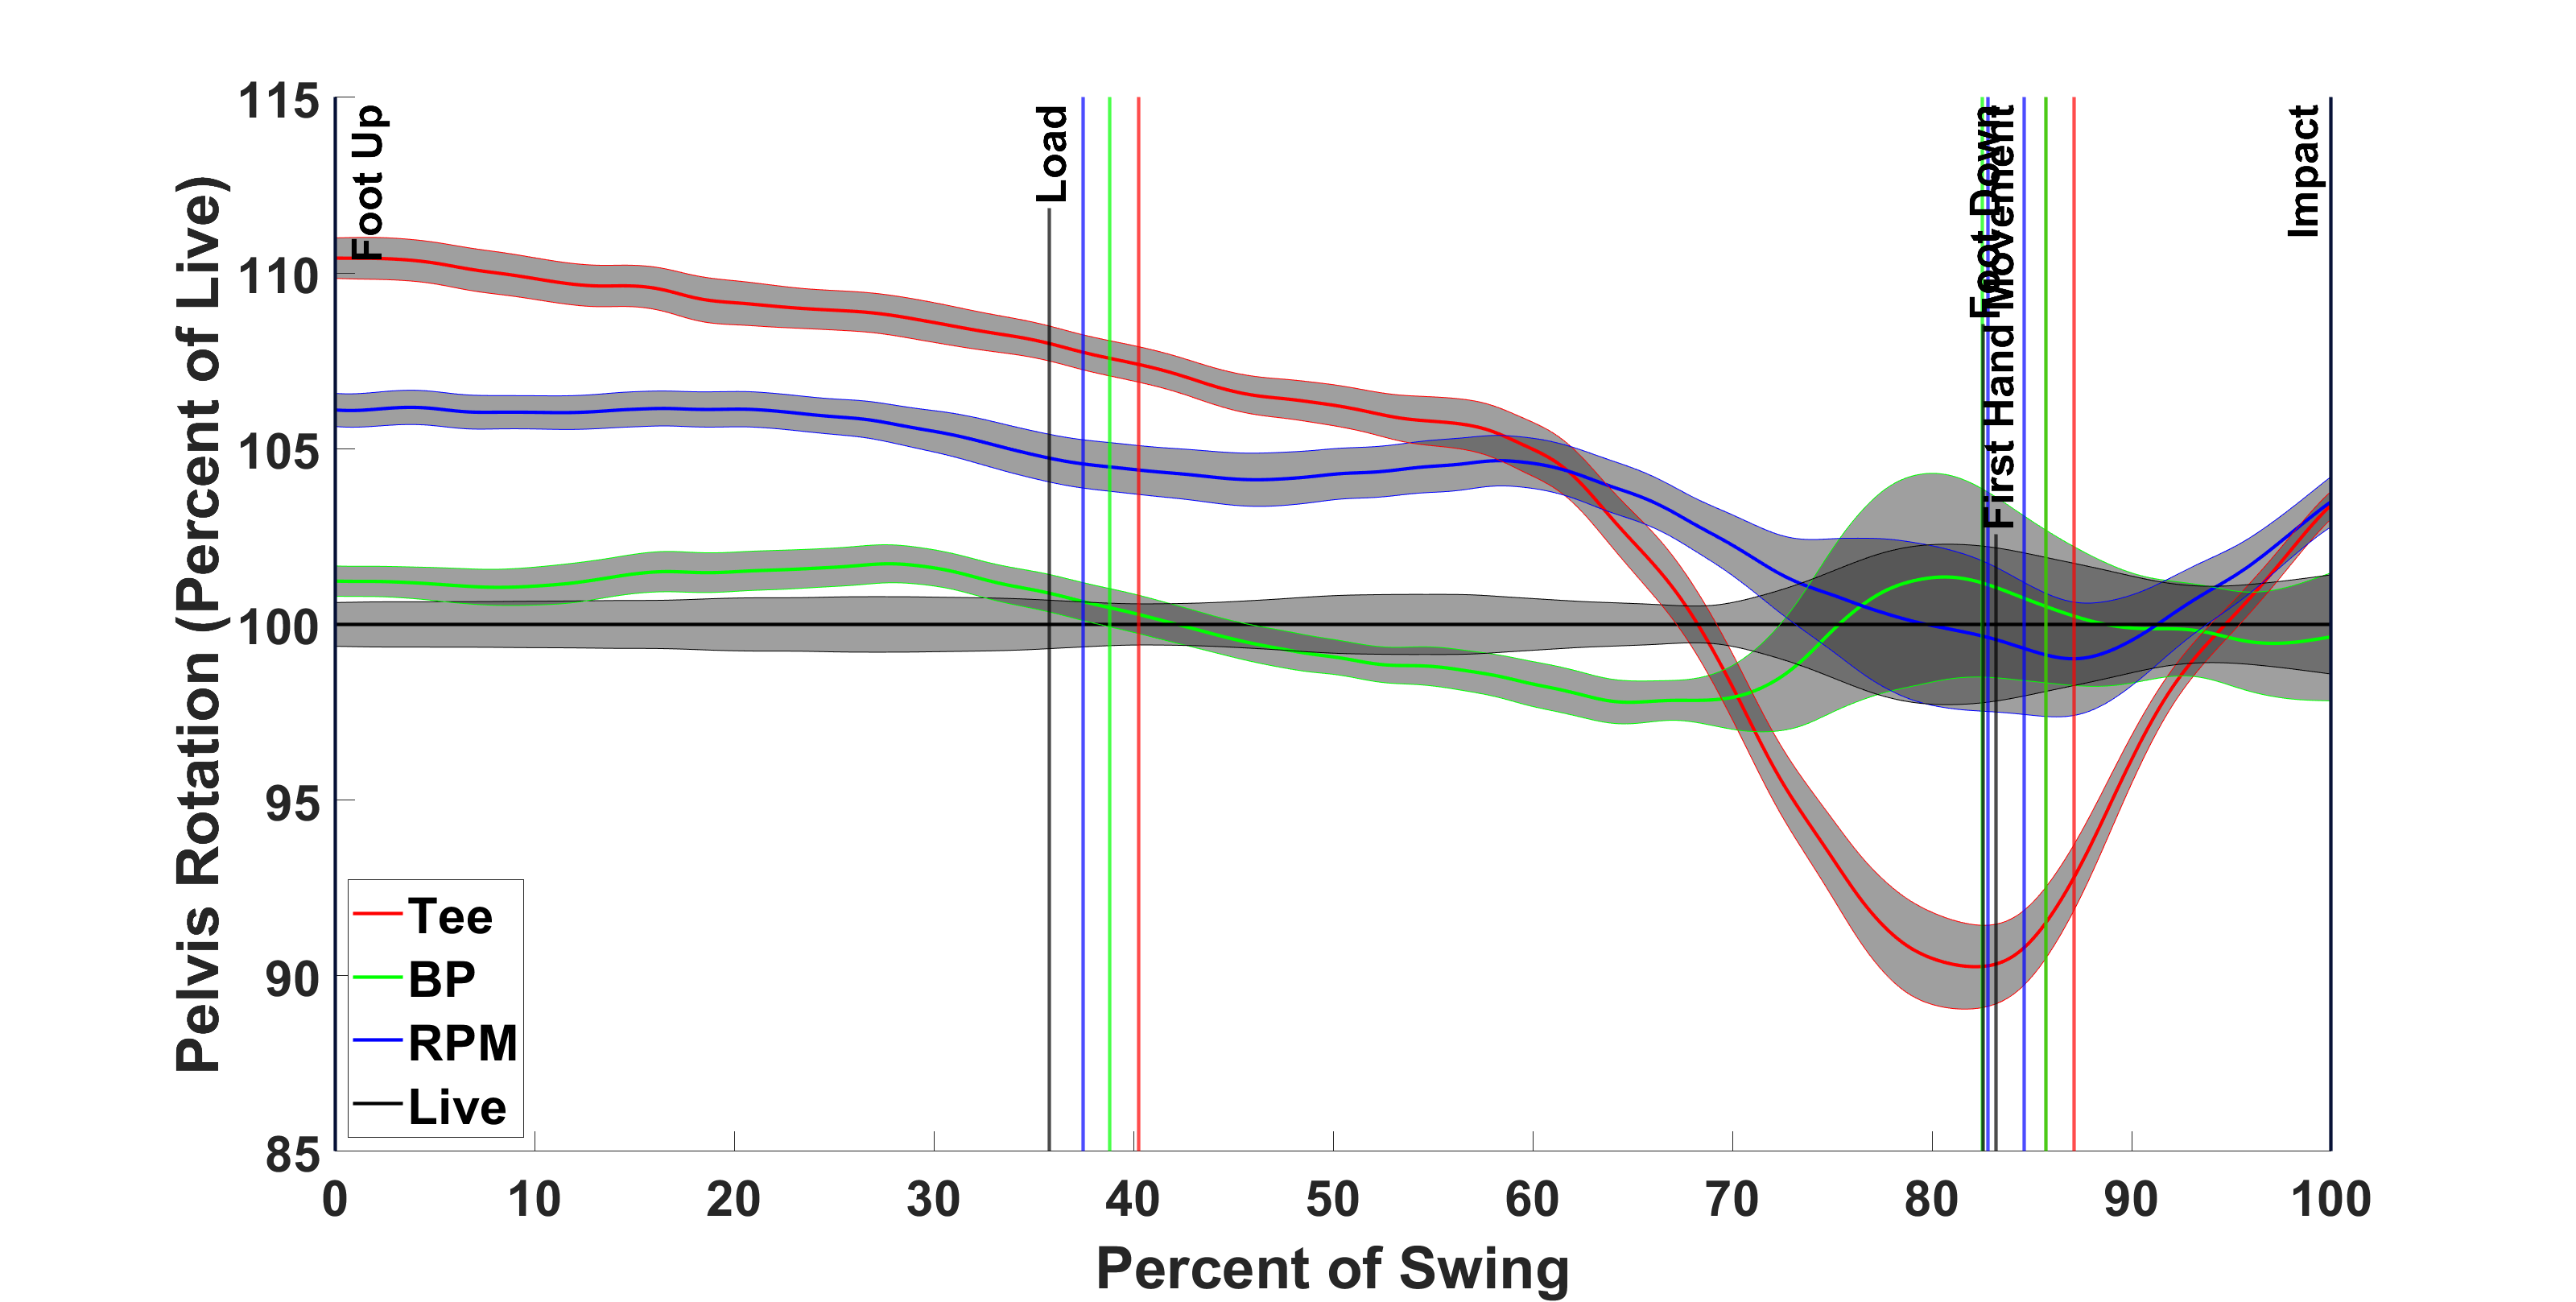 Pelvis Rotation (Percent of Live)
115
110
105
100
95
90
85
Foot Up
Load
Foot Down
First Hand Movement
Impact
Tee
BP
RPM
Live
0 10 20 30 40 50 60 70 80 90 100
Percent of Swing